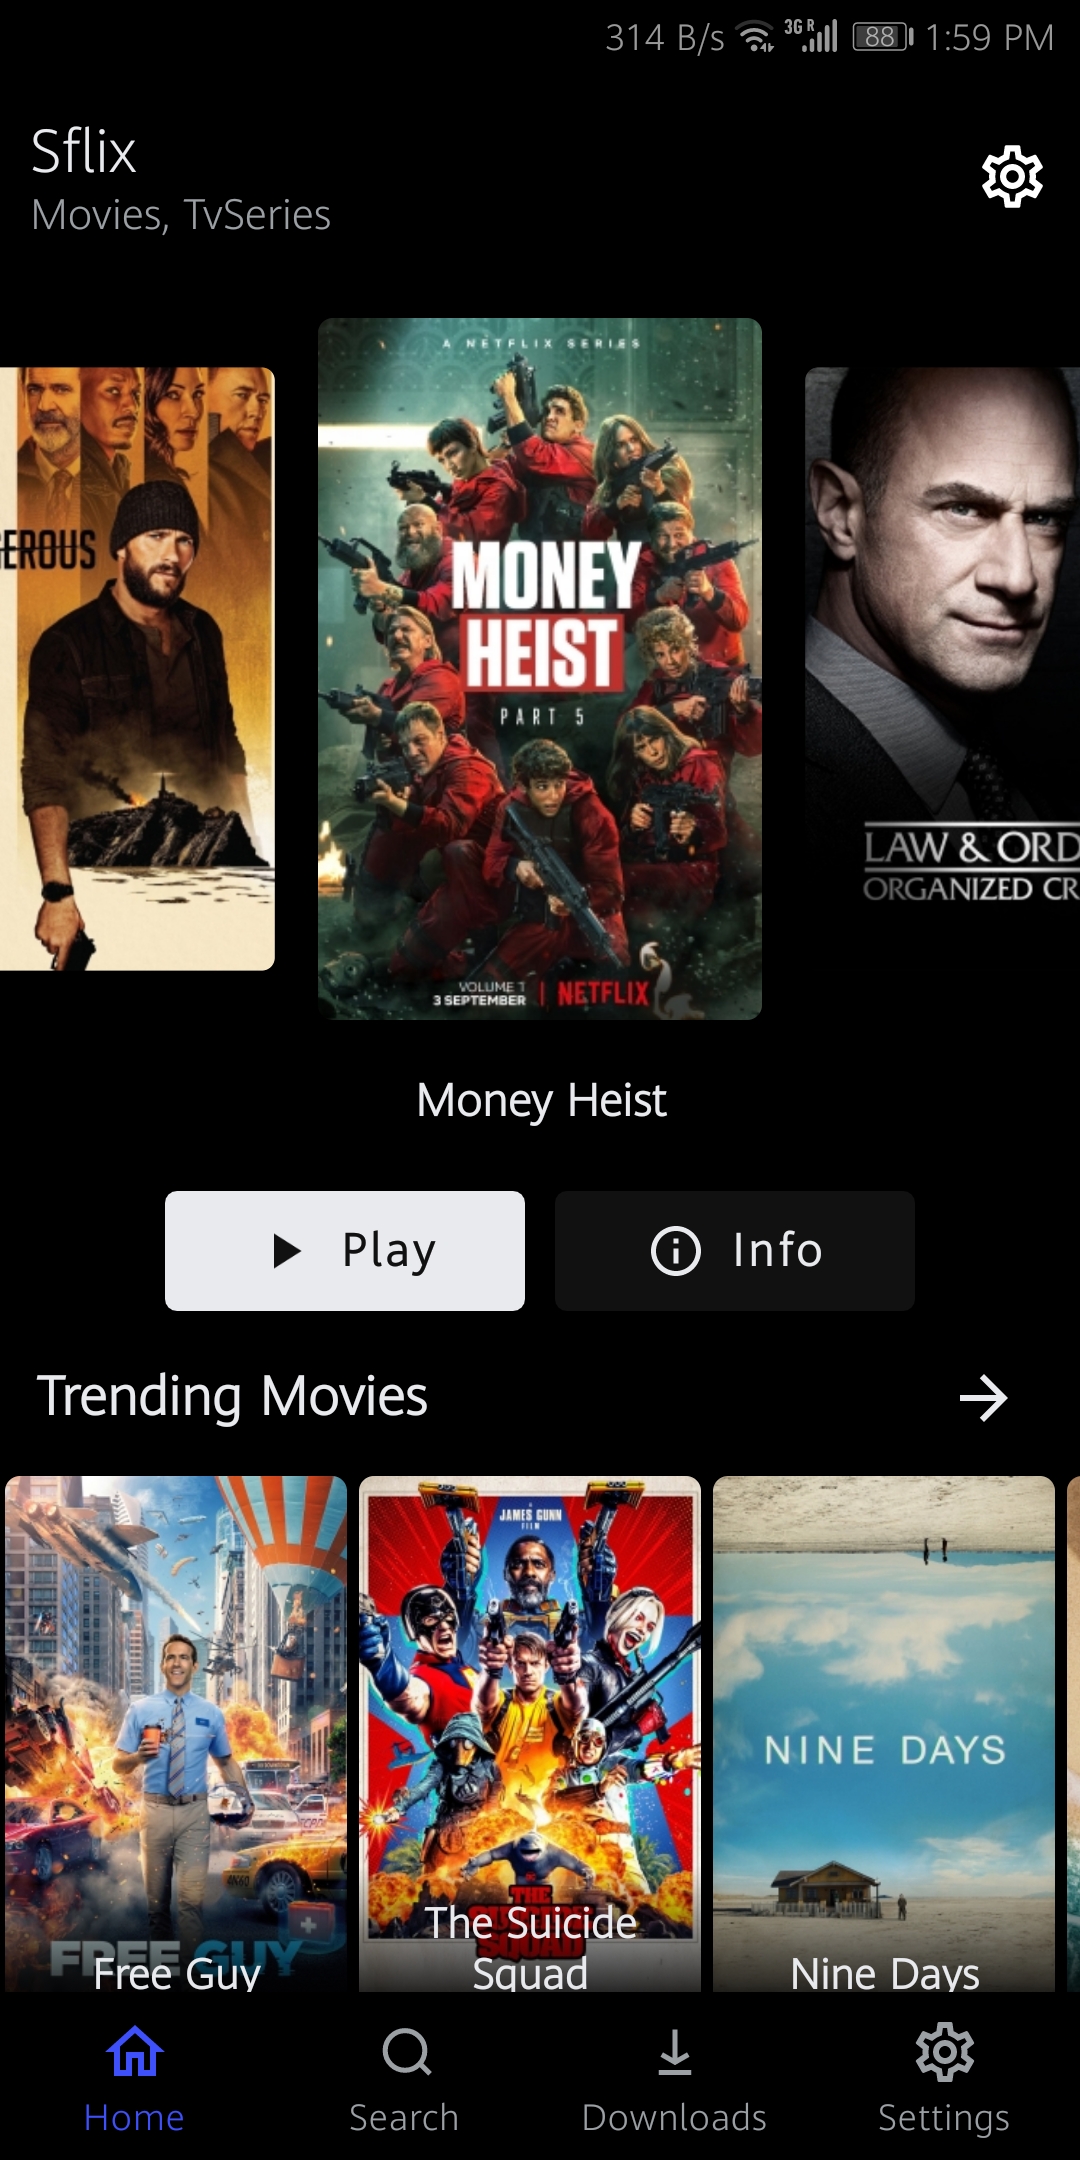 314 B/s 3G R 88 1:59 PM
Sflix
Movies, TvSeries
A NETFLIX SERIES
EROUS
MONEY
HEIST
PART 5
VOLUME 1
3 SEPTEMBER | NETFLIX
LAW & ORD
ORGANIZED CR
Money Heist
Play
Info
Trending Movies
JAMES GUNN
FILM
NINE DAYS
THE
SUICIDE
SQUAD
FREE GUY
Free Guy
The Suicide
Squad
Nine Days
Home
Search
Downloads
Settings